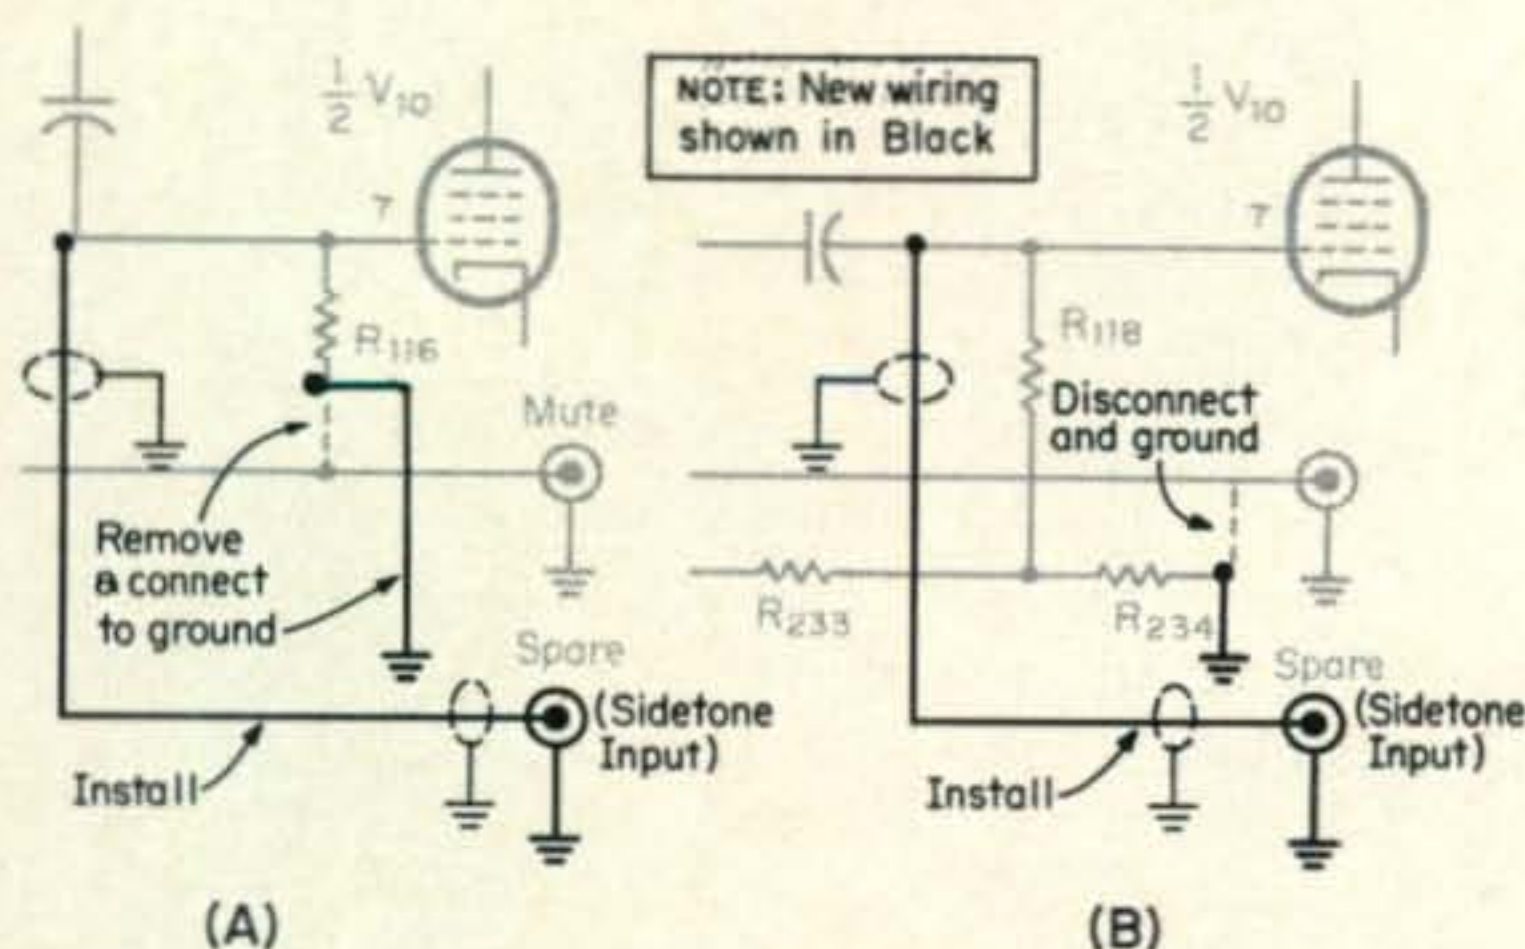 ½ V10
NOTE: New wiring
shown in Black
½ V10
7
7
R116
R118
Mute
Disconnect
and ground
Remove
& connect
to ground
R233
R234
Spare
(Sidetone
Input)
Spare
(Sidetone
Input)
Install
Install
(A)
(B)